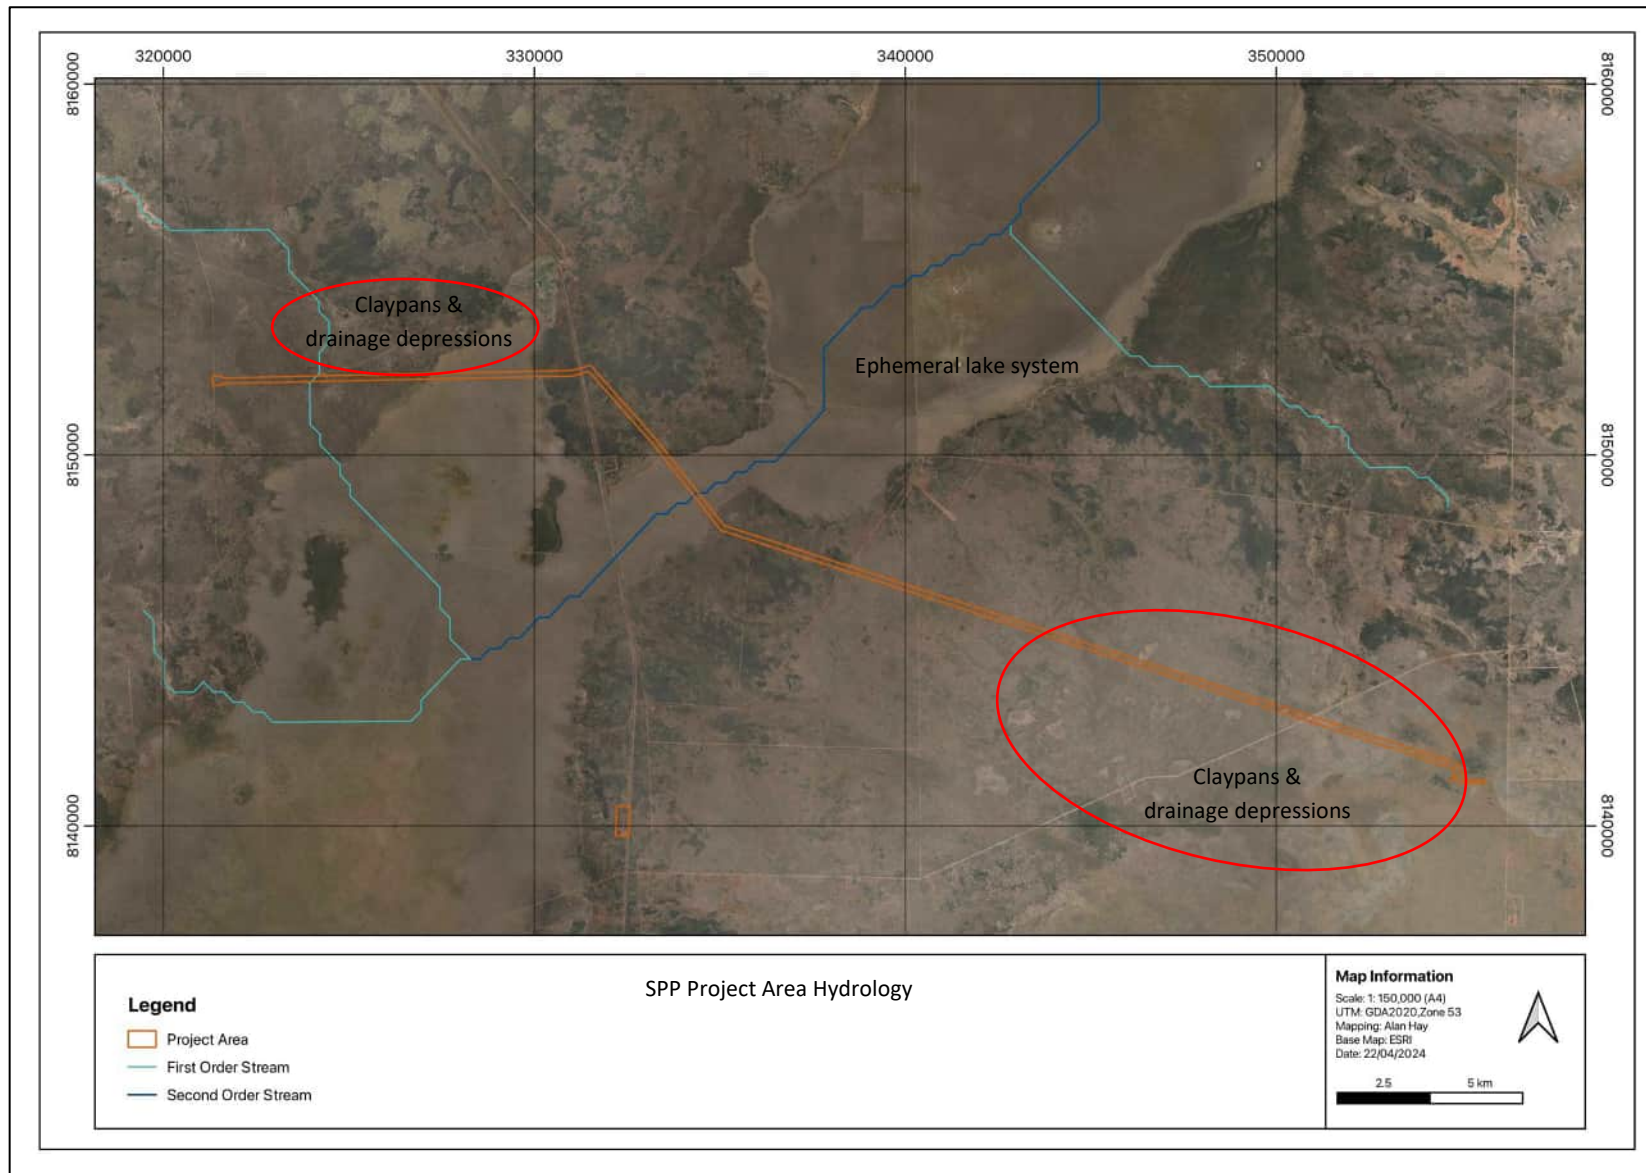 320000
330000
340000
350000
8160000
8160000
Claypans &
drainage depressions
Ephemeral lake system
8150000
8150000
Claypans &
drainage depressions
8140000
8140000
SPP Project Area Hydrology
Legend
Project Area
First Order Stream
Second Order Stream
Map Information
Scale: 1: 150,000 (A4)
UTM: GDA2020,Zone 53
Mapping: Alan Hay
Base Map: ESRI
Date: 22/04/2024
2.5 5 km